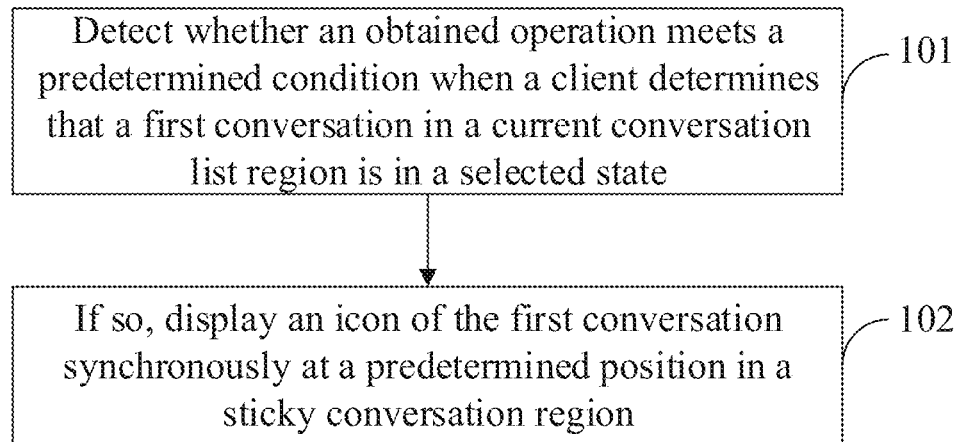 Detect whether an obtained operation meets a
predetermined condition when a client determines
that a first conversation in a current conversation
list region is in a selected state
101
If so, display an icon of the first conversation
synchronously at a predetermined position in a
sticky conversation region
102